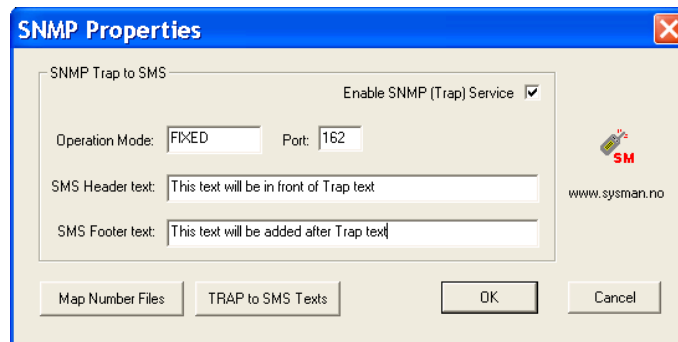 SNMP Properties
SNMP Trap to SMS
Enable SNMP (Trap) Service
Operation Mode: FIXED Port: 162
SM
SMS Header text: This text will be in front of Trap text
www.sysman.no
SMS Footer text: This text will be added after Trap text
Map Number Files TRAP to SMS Texts OK Cancel